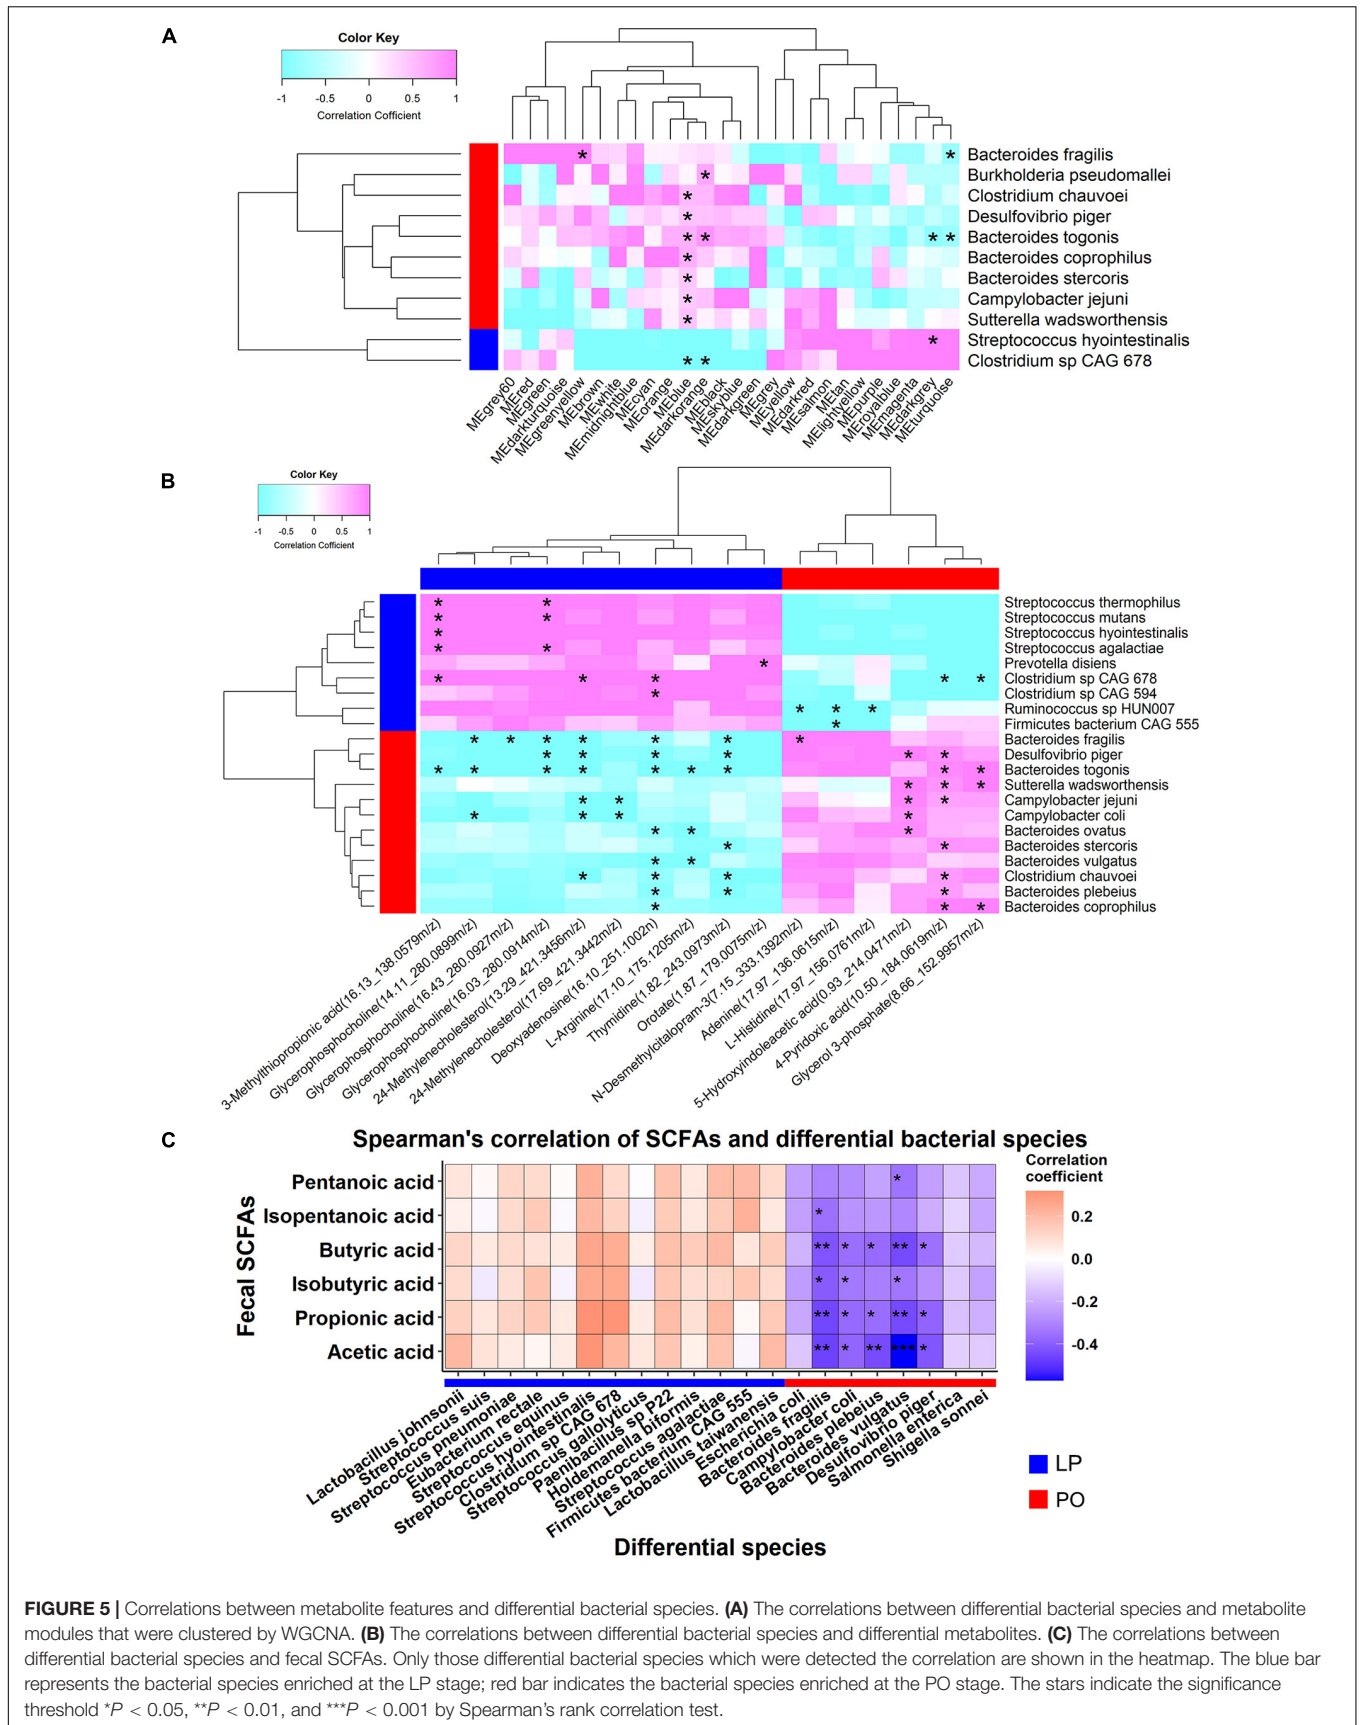 A
Color Key
-1 -0.5 0 0.5 1
Correlation Cofficient
Bacteroides fragilis
Burkholderia pseudomallei
Clostridium chauvoei
Desulfovibrio piger
Bacteroides togonis
Bacteroides coprophilus
Bacteroides stercoris
Campylobacter jejuni
Sutterella wadsworthensis
Streptococcus hyointestinalis
Clostridium sp CAG 678
MEgrey60
MEred
MEgreen
MEdarkturquoise
MEgreenyellow
MEbrown
MEwhite
MEmidnightblue
MEcyan
MEorange
MEblue
MEdarkorange
MEblack
MEskyblue
MEdarkgreen
MEgrey
MEyellow
MEdarkred
MEsalmon
MEtan
MElightyellow
MEpurple
MEroyalblue
MEmagenta
MEdarkgrey
MEturquoise
B
Color Key
-1 -0.5 0 0.5 1
Correlation Cofficient
Streptococcus thermophilus
Streptococcus mutans
Streptococcus hyointestinalis
Streptococcus agalactiae
Prevotella disiens
Clostridium sp CAG 678
Clostridium sp CAG 594
Ruminococcus sp HUN007
Firmicutes bacterium CAG 555
Bacteroides fragilis
Desulfovibrio piger
Bacteroides togonis
Sutterella wadsworthensis
Campylobacter jejuni
Campylobacter coli
Bacteroides ovatus
Bacteroides stercoris
Bacteroides vulgatus
Clostridium chauvoei
Bacteroides plebeius
Bacteroides coprophilus
3-Methylthiopropionic acid(16.13_138.0579m/z)
Glycerophosphocholine(14.11_280.0899m/z)
Glycerophosphocholine(16.43_280.0927m/z)
Glycerophosphocholine(16.03_280.0914m/z)
24-Methylenecholesterol(13.29_421.3456m/z)
24-Methylenecholesterol(17.69_421.3442m/z)
Deoxyadenosine(16.10_251.1002n)
L-Arginine(17.10_175.1205m/z)
Thymidine(1.82_243.0973m/z)
Orotate(1.87_179.0075m/z)
N-Desmethylcitalopram-3(7.15_333.1392m/z)
Adenine(17.97_136.0615m/z)
L-Histidine(17.97_156.0761m/z)
5-Hydroxyindoleacetic acid(0.93_214.0471m/z)
4-Pyridoxic acid(10.50_184.0619m/z)
Glycerol 3-phosphate(8.66_152.9957m/z)
C
Spearman's correlation of SCFAs and differential bacterial species
Fecal SCFAs
Pentanoic acid
Isopentanoic acid
Butyric acid
Isobutyric acid
Propionic acid
Acetic acid
Correlation
coefficient
0.2
0.0
-0.2
-0.4
Lactobacillus johnsonii
Streptococcus suis
Streptococcus pneumoniae
Eubacterium rectale
Streptococcus equinus
Streptococcus hyointestinalis
Clostridium sp CAG 678
Streptococcus gallolyticus
Paenibacillus sp P22
Holdemanella biformis
Streptococcus agalactiae
Firmicutes bacterium CAG 555
Lactobacillus taiwanensis
Escherichia coli
Bacteroides fragilis
Campylobacter coli
Bacteroides plebeius
Bacteroides vulgatus
Desulfovibrio piger
Salmonella enterica
Shigella sonnei
LP
PO
Differential species
FIGURE 5 | Correlations between metabolite features and differential bacterial species. (A) The correlations between differential bacterial species and metabolite
modules that were clustered by WGCNA. (B) The correlations between differential bacterial species and differential metabolites. (C) The correlations between
differential bacterial species and fecal SCFAs. Only those differential bacterial species which were detected the correlation are shown in the heatmap. The blue bar
represents the bacterial species enriched at the LP stage; red bar indicates the bacterial species enriched at the PO stage. The stars indicate the significance
threshold *P < 0.05, **P < 0.01, and ***P < 0.001 by Spearman's rank correlation test.